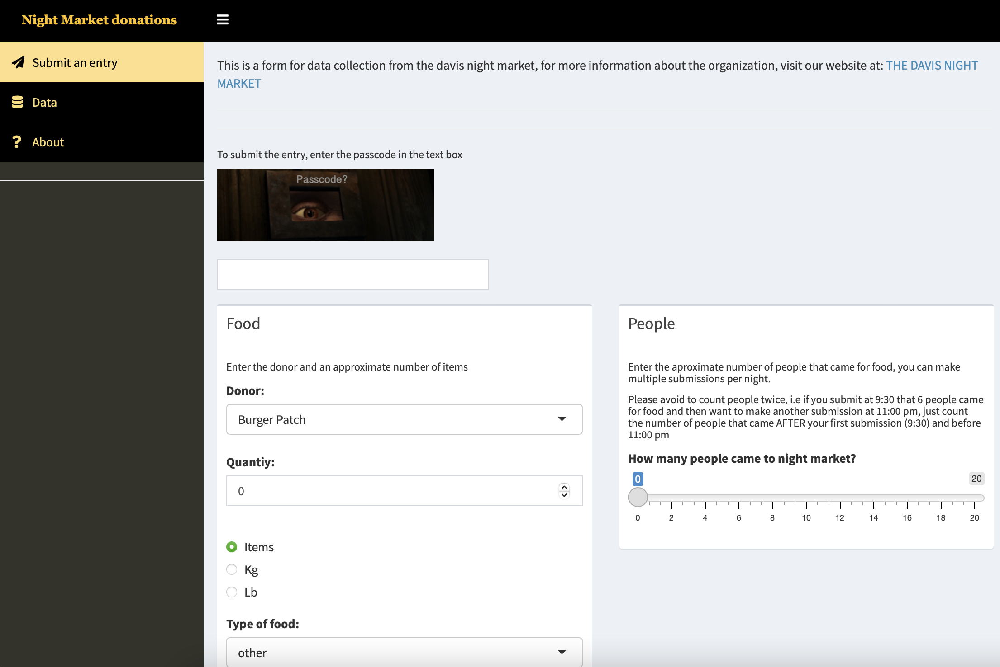 Night Market donations
Submit an entry
Data
About
This is a form for data collection from the davis night market, for more information about the organization, visit our website at: THE DAVIS NIGHT
MARKET
To submit the entry, enter the passcode in the text box
Passcode?
Food
Enter the donor and an approximate number of items
Donor:
Burger Patch
Quantiy:
0
Items
Kg
Lb
Type of food:
other
People
Enter the aproximate number of people that came for food, you can make
multiple submissions per night.
Please avoid to count people twice, i.e if you submit at 9:30 that 6 people came
for food and then want to make another submission at 11:00 pm, just count
the number of people that came AFTER your first submission (9:30) and before
11:00 pm
How many people came to night market?
0 20
0 2 4 6 8 10 12 14 16 18 20